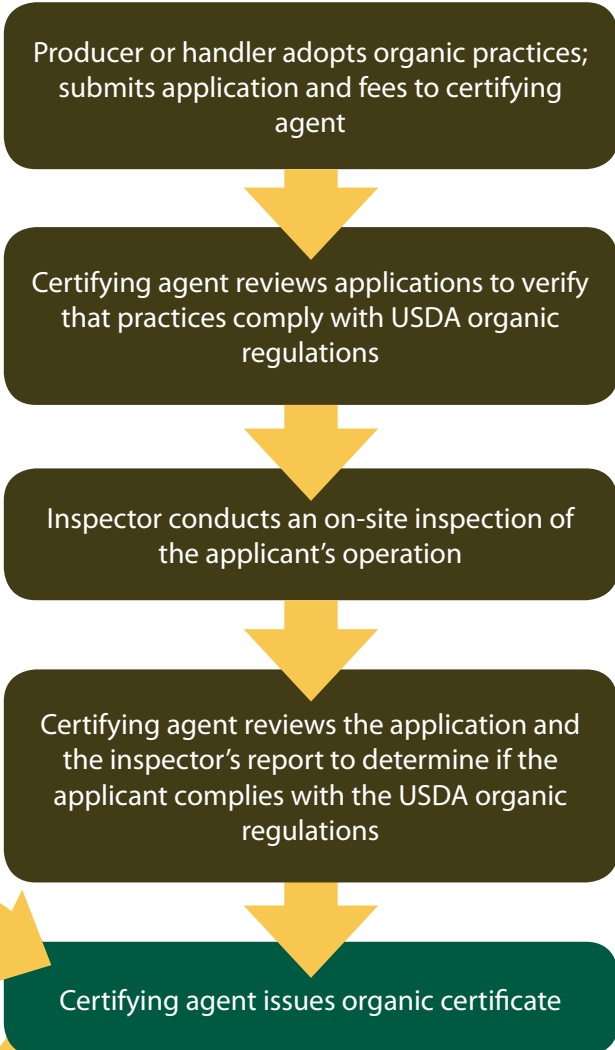 Producer or handler adopts organic practices;
submits application and fees to certifying
agent
Certifying agent reviews applications to verify
that practices comply with USDA organic
regulations
Inspector conducts an on-site inspection of
the applicant’s operation
Certifying agent reviews the application and
the inspector’s report to determine if the
applicant complies with the USDA organic
regulations
Certifying agent issues organic certificate